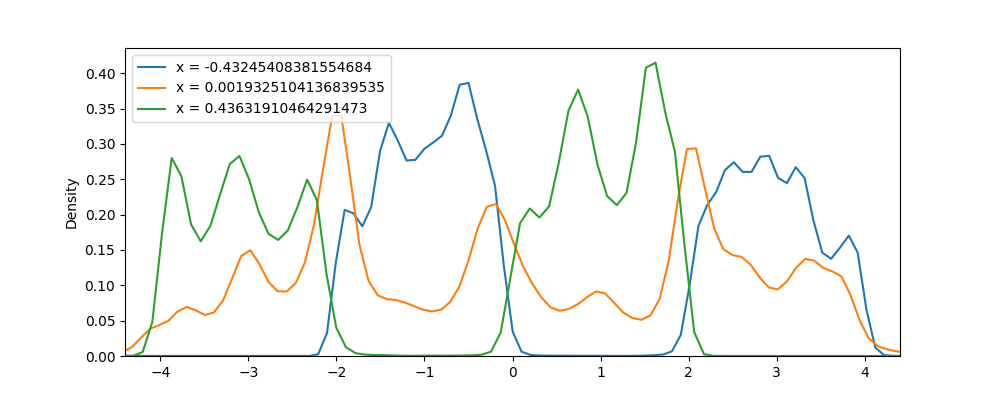 x = -0.43245408381554684
x = 0.0019325104136839535
x = 0.43631910464291473
Density
0.40
0.35
0.30
0.25
0.20
0.15
0.10
0.05
0.00
−4 −3 −2 −1 0 1 2 3 4